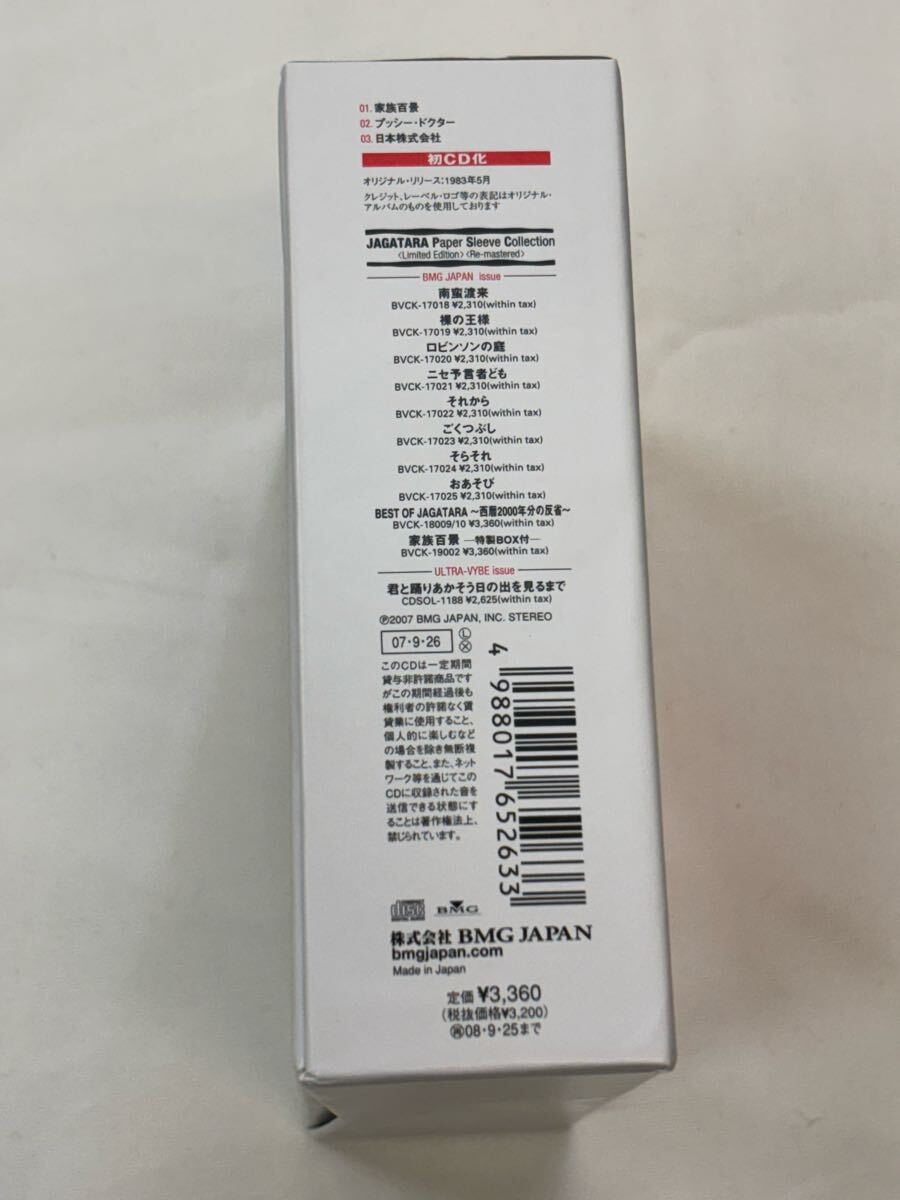 01. 家族百景
02. プッシー・ドクター
03. 日本株式会社
初CD化
オリジナル・リリース：1983年5月
クレジット、レーベル・ロゴ等の表記はオリジナル・
アルバムのものを使用しております
JAGATARA Paper Sleeve Collection
〈Limited Edition〉〈Re-mastered〉
BMG JAPAN issue
南蛮渡来
BVCK-17018 ¥2,310(within tax)
裸の王様
BVCK-17019 ¥2,310(within tax)
ロビンソンの庭
BVCK-17020 ¥2,310(within tax)
ニセ予言者ども
BVCK-17021 ¥2,310(within tax)
それから
BVCK-17022 ¥2,310(within tax)
ごくつぶし
BVCK-17023 ¥2,310(within tax)
そらそれ
BVCK-17024 ¥2,310(within tax)
おあそび
BVCK-17025 ¥2,310(within tax)
BEST OF JAGATARA 〜西暦2000年分の反省〜
BVCK-18009/10 ¥3,360(within tax)
家族百景 —特製BOX付—
BVCK-19002 ¥3,360(within tax)
ULTRA-VYBE issue
君と踊りあかそう日の出を見るまで
CDSOL-1188 ¥2,625(within tax)
℗2007 BMG JAPAN, INC. STEREO
07・9・26 Ⓛ
Ⓧ
このCDは一定期間
貸与非許諾商品です
がこの期間経過後も
権利者の許諾なく賃
貸業に使用すること、
個人的に楽しむなど
の場合を除き無断複
製すること、また、ネット
ワーク等を通じてこの
CDに収録された音を
送信できる状態にす
ることは著作権法上、
禁じられています。
4 988017 652633
disc
DIGITAL AUDIO
BMG
株式会社 BMG JAPAN
bmgjapan.com
Made in Japan
定価 ¥3,360
(税抜価格¥3,200)
㊢08・9・25まで